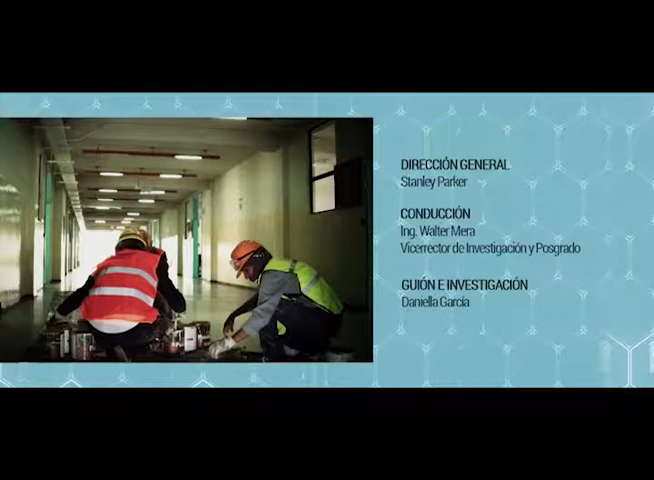 DIRECCIÓN GENERAL
Stanley Parker
CONDUCCIÓN
Ing. Walter Mera
Vicerrector de Investigación y Posgrado
GUIÓN E INVESTIGACIÓN
Daniella García